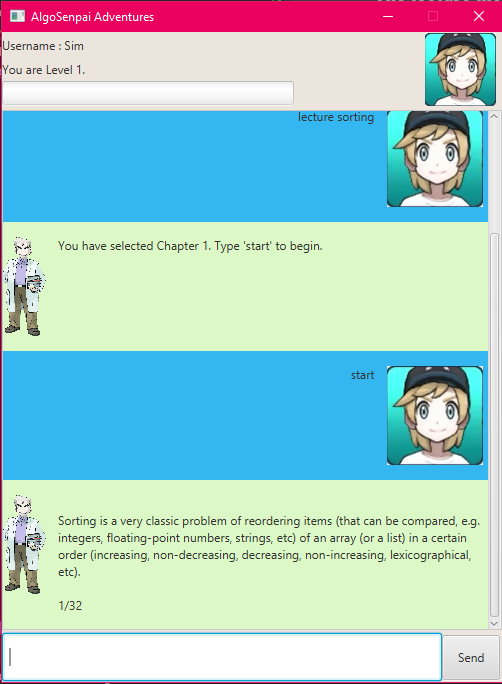 AlgoSenpai Adventures
Username : Sim
You are Level 1.
lecture sorting
You have selected Chapter 1. Type 'start' to begin.
start
Sorting is a very classic problem of reordering items (that can be compared, e.g.
integers, floating-point numbers, strings, etc) of an array (or a list) in a certain
order (increasing, non-decreasing, decreasing, non-increasing, lexicographical,
etc).
1/32
Send